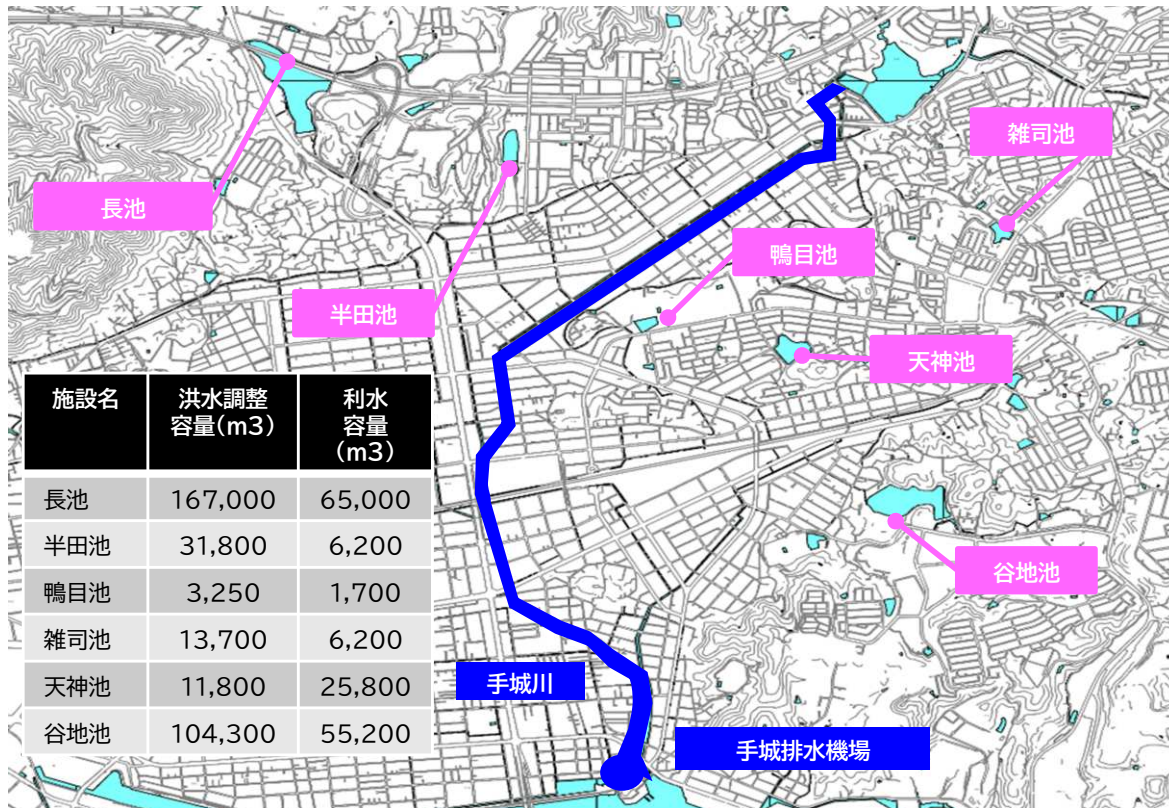 雑司池
長池
鴨目池
半田池
天神池
施設名 洪水調整容量(m3) 利水容量(m3)
長池 167,000 65,000
半田池 31,800 6,200
鴨目池 3,250 1,700
雑司池 13,700 6,200
天神池 11,800 25,800
谷地池 104,300 55,200
谷地池
手城川
手城排水機場